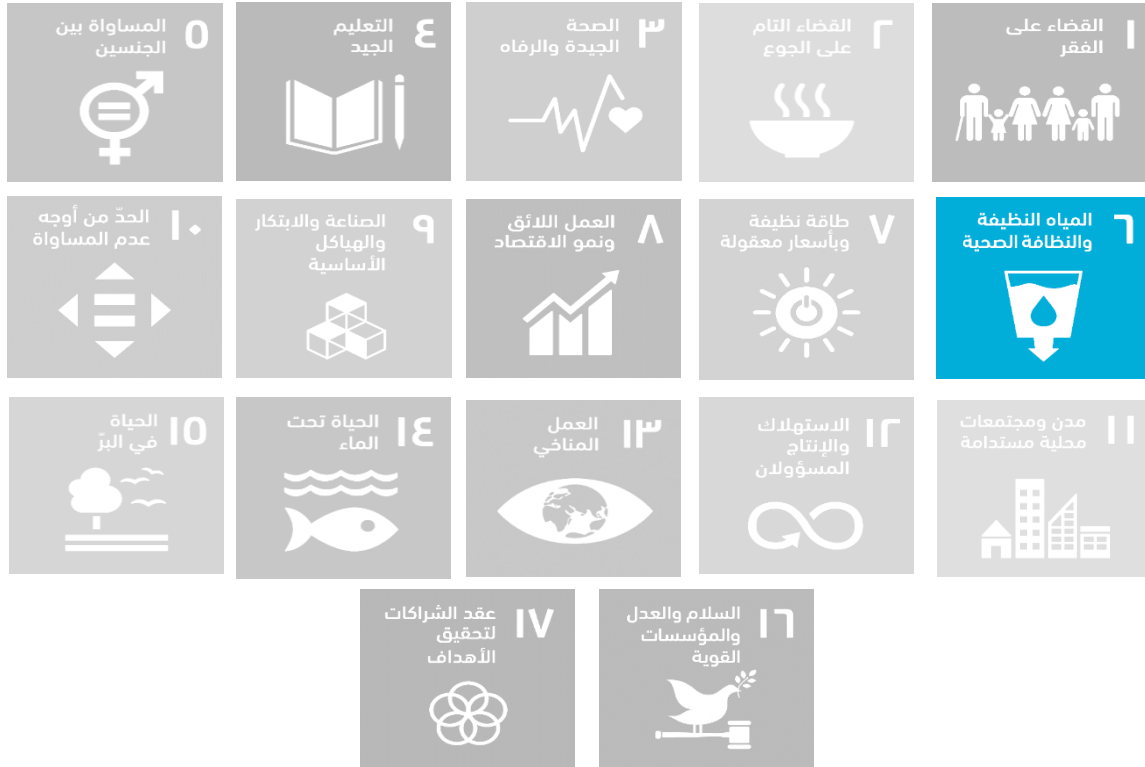 ١
القضاء على
الفقر
٢
القضاء التام
على الجوع
٣
الصحة
الجيدة والرفاه
٤
التعليم
الجيد
٥
المساواة بين
الجنسين
٦
المياه النظيفة
والنظافة الصحية
٧
طاقة نظيفة
وبأسعار معقولة
٨
العمل اللائق
ونمو الاقتصاد
٩
الصناعة والابتكار
والهياكل
الأساسية
١٠
الحدّ من أوجه
عدم المساواة
١١
مدن ومجتمعات
محلية مستدامة
١٢
الاستهلاك
والإنتاج
المسؤولان
١٣
العمل
المناخي
١٤
الحياة تحت
الماء
١٥
الحياة
في البرّ
١٦
السلام والعدل
والمؤسسات
القوية
١٧
عقد الشراكات
لتحقيق
الأهداف